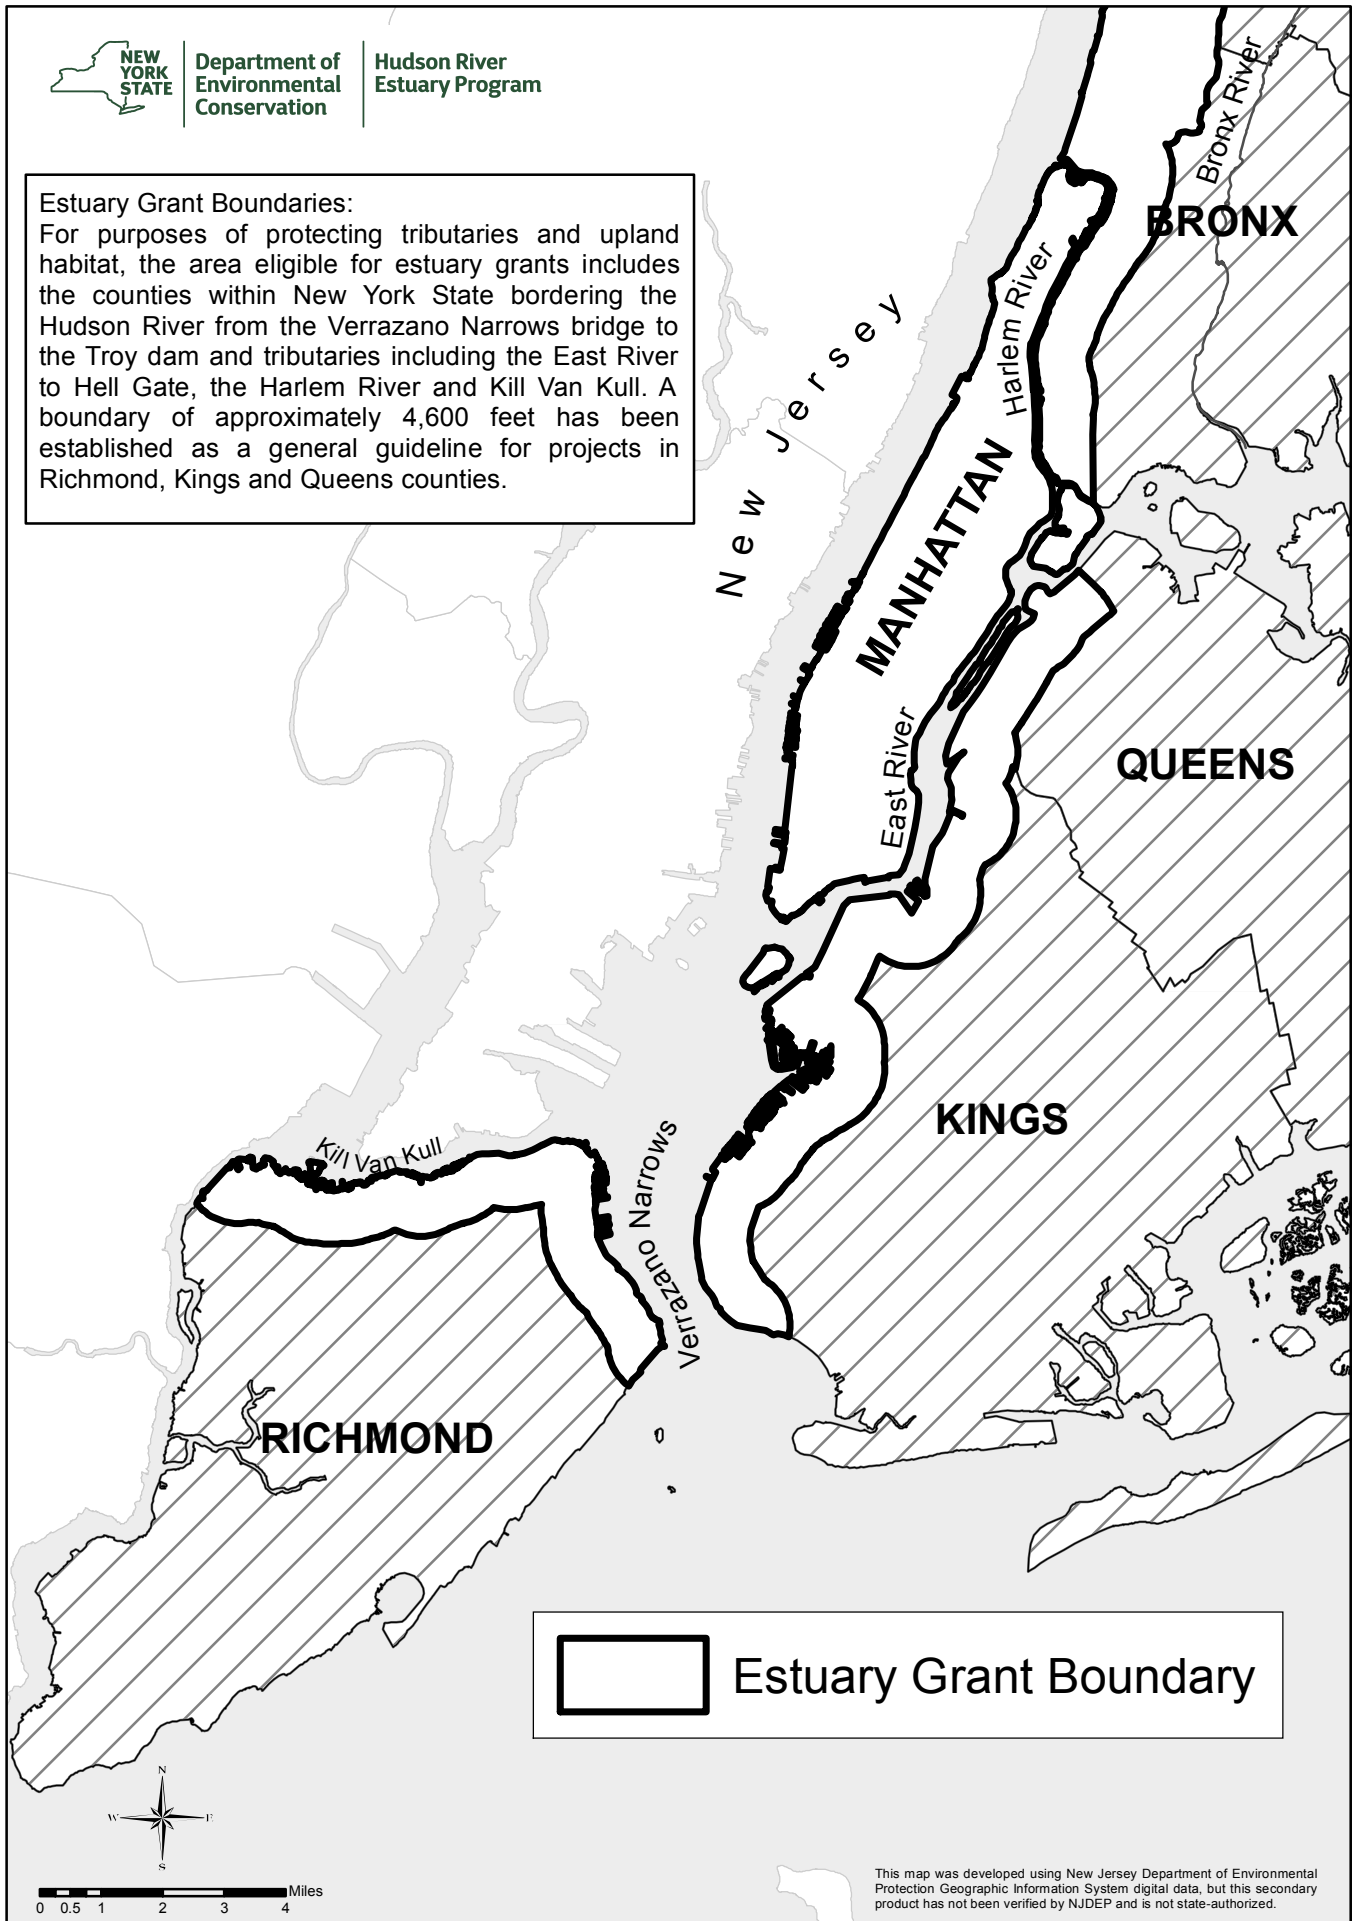 NEW
YORK
STATE
Department of
Environmental
Conservation
Hudson River
Estuary Program
Estuary Grant Boundaries:
For purposes of protecting tributaries and upland
habitat, the area eligible for estuary grants includes
the counties within New York State bordering the
Hudson River from the Verrazano Narrows bridge to
the Troy dam and tributaries including the East River
to Hell Gate, the Harlem River and Kill Van Kull. A
boundary of approximately 4,600 feet has been
established as a general guideline for projects in
Richmond, Kings and Queens counties.
Bronx River
BRONX
Harlem River
New Jersey
MANHATTAN
East River
QUEENS
KINGS
Kill Van Kull
Verrazano Narrows
RICHMOND
Estuary Grant Boundary
N
W E
S
Miles
0 0.5 1 2 3 4
This map was developed using New Jersey Department of Environmental
Protection Geographic Information System digital data, but this secondary
product has not been verified by NJDEP and is not state-authorized.